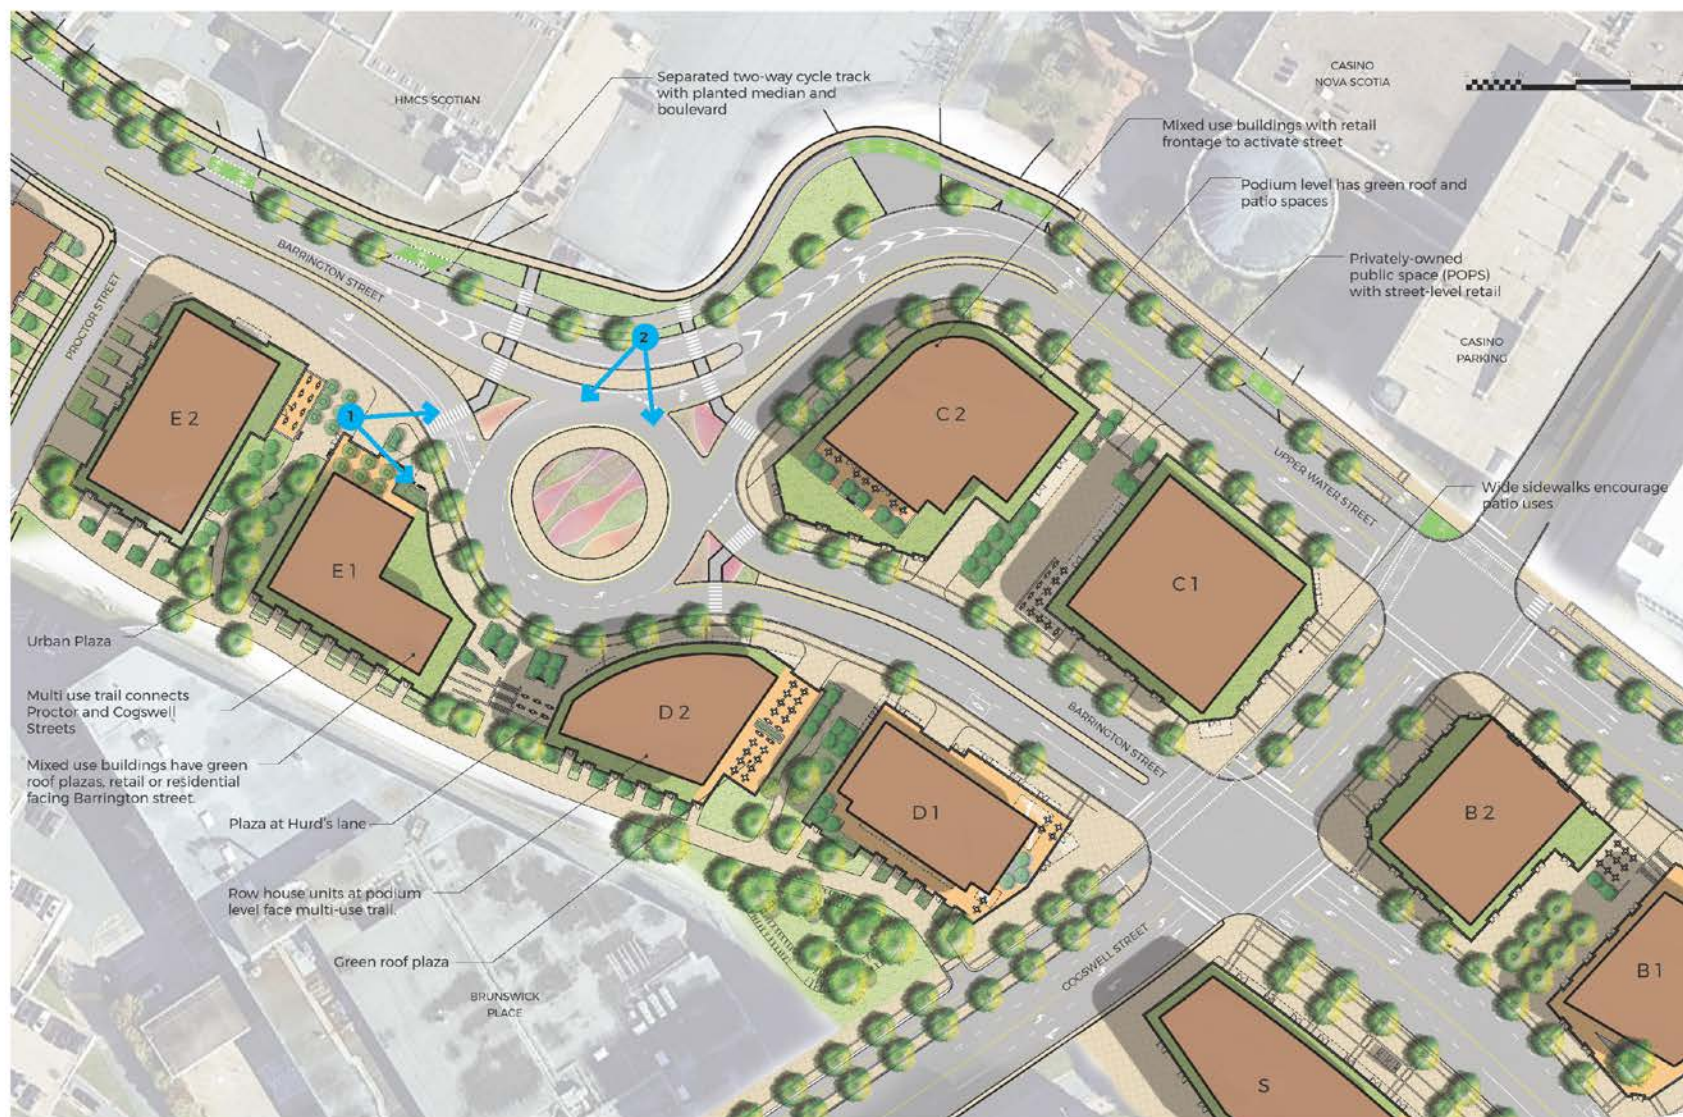 HMCS SCOTIAN
Separated two-way cycle track
with planted median and
boulevard
CASINO
NOVA SCOTIA
Mixed use buildings with retail
frontage to activate street
Podium level has green roof and
patio spaces
Privately-owned
public space (POPS)
with street-level retail
CASINO
PARKING
BARRINGTON STREET
PROCTOR STREET
2
1
E 2
C 2
UPPER WATER STREET
Wide sidewalks encourage
patio uses
E 1
C 1
Urban Plaza
Multi use trail connects
Proctor and Cogswell
Streets
D 2
BARRINGTON STREET
Mixed use buildings have green
roof plazas, retail or residential
facing Barrington street.
Plaza at Hurd's lane
D 1
B 2
Row house units at podium
level face multi-use trail.
Green roof plaza
COGSWELL STREET
B 1
BRUNSWICK
PLACE
S